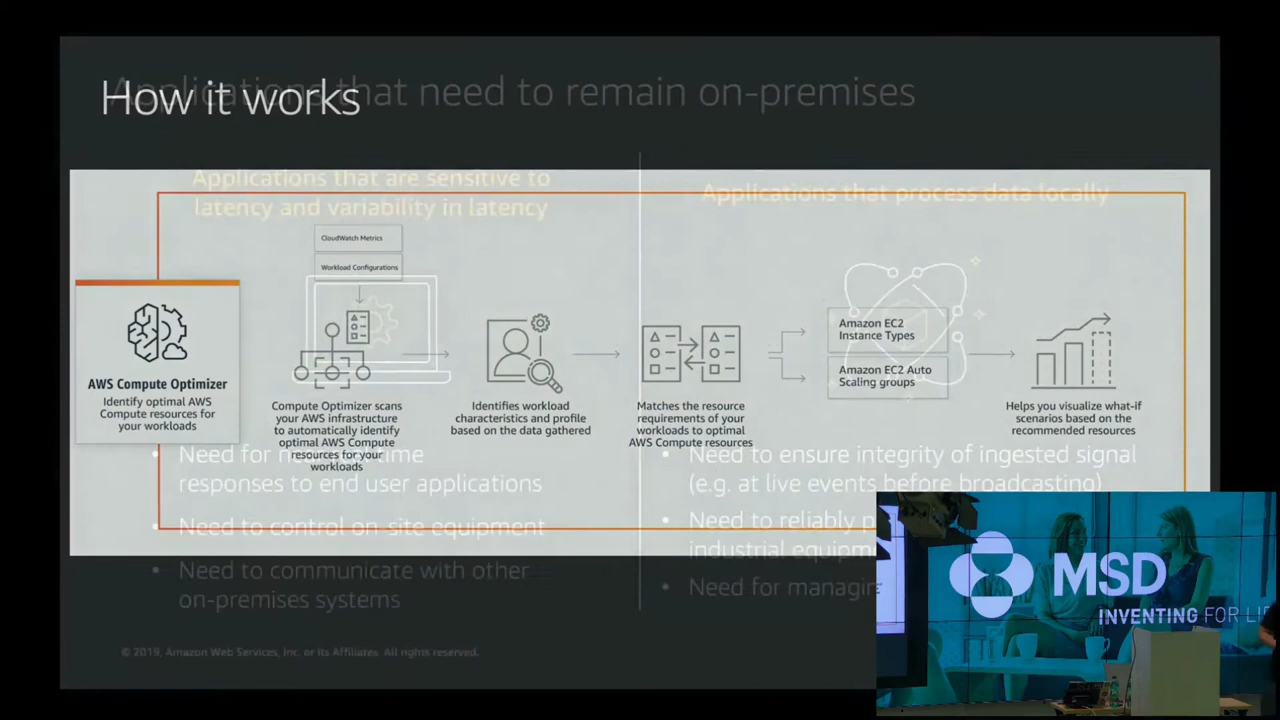 How it works
Applications that need to remain on-premises
Applications that are sensitive to
latency and variability in latency
Applications that process data locally
CloudWatch Metrics
Workload Configurations
AWS Compute Optimizer
Identify optimal AWS
Compute resources for
your workloads
Compute Optimizer scans
your AWS infrastructure
to automatically identify
optimal AWS Compute
resources for your
workloads
Identifies workload
characteristics and profile
based on the data gathered
Matches the resource
requirements of your
workloads to optimal
AWS Compute resources
Amazon EC2
Instance Types
Amazon EC2 Auto
Scaling groups
Helps you visualize what-if
scenarios based on the
recommended resources
• Need for time
responses to end user applications
• Need to control on-site equipment
• Need to communicate with other
on-premises systems
• Need to ensure integrity of ingested signal
(e.g. at live events before broadcasting)
• Need to reliably
industrial
• Need for
© 2019, Amazon Web Services, Inc. or its Affiliates. All rights reserved.
MSD
INVENTING FOR